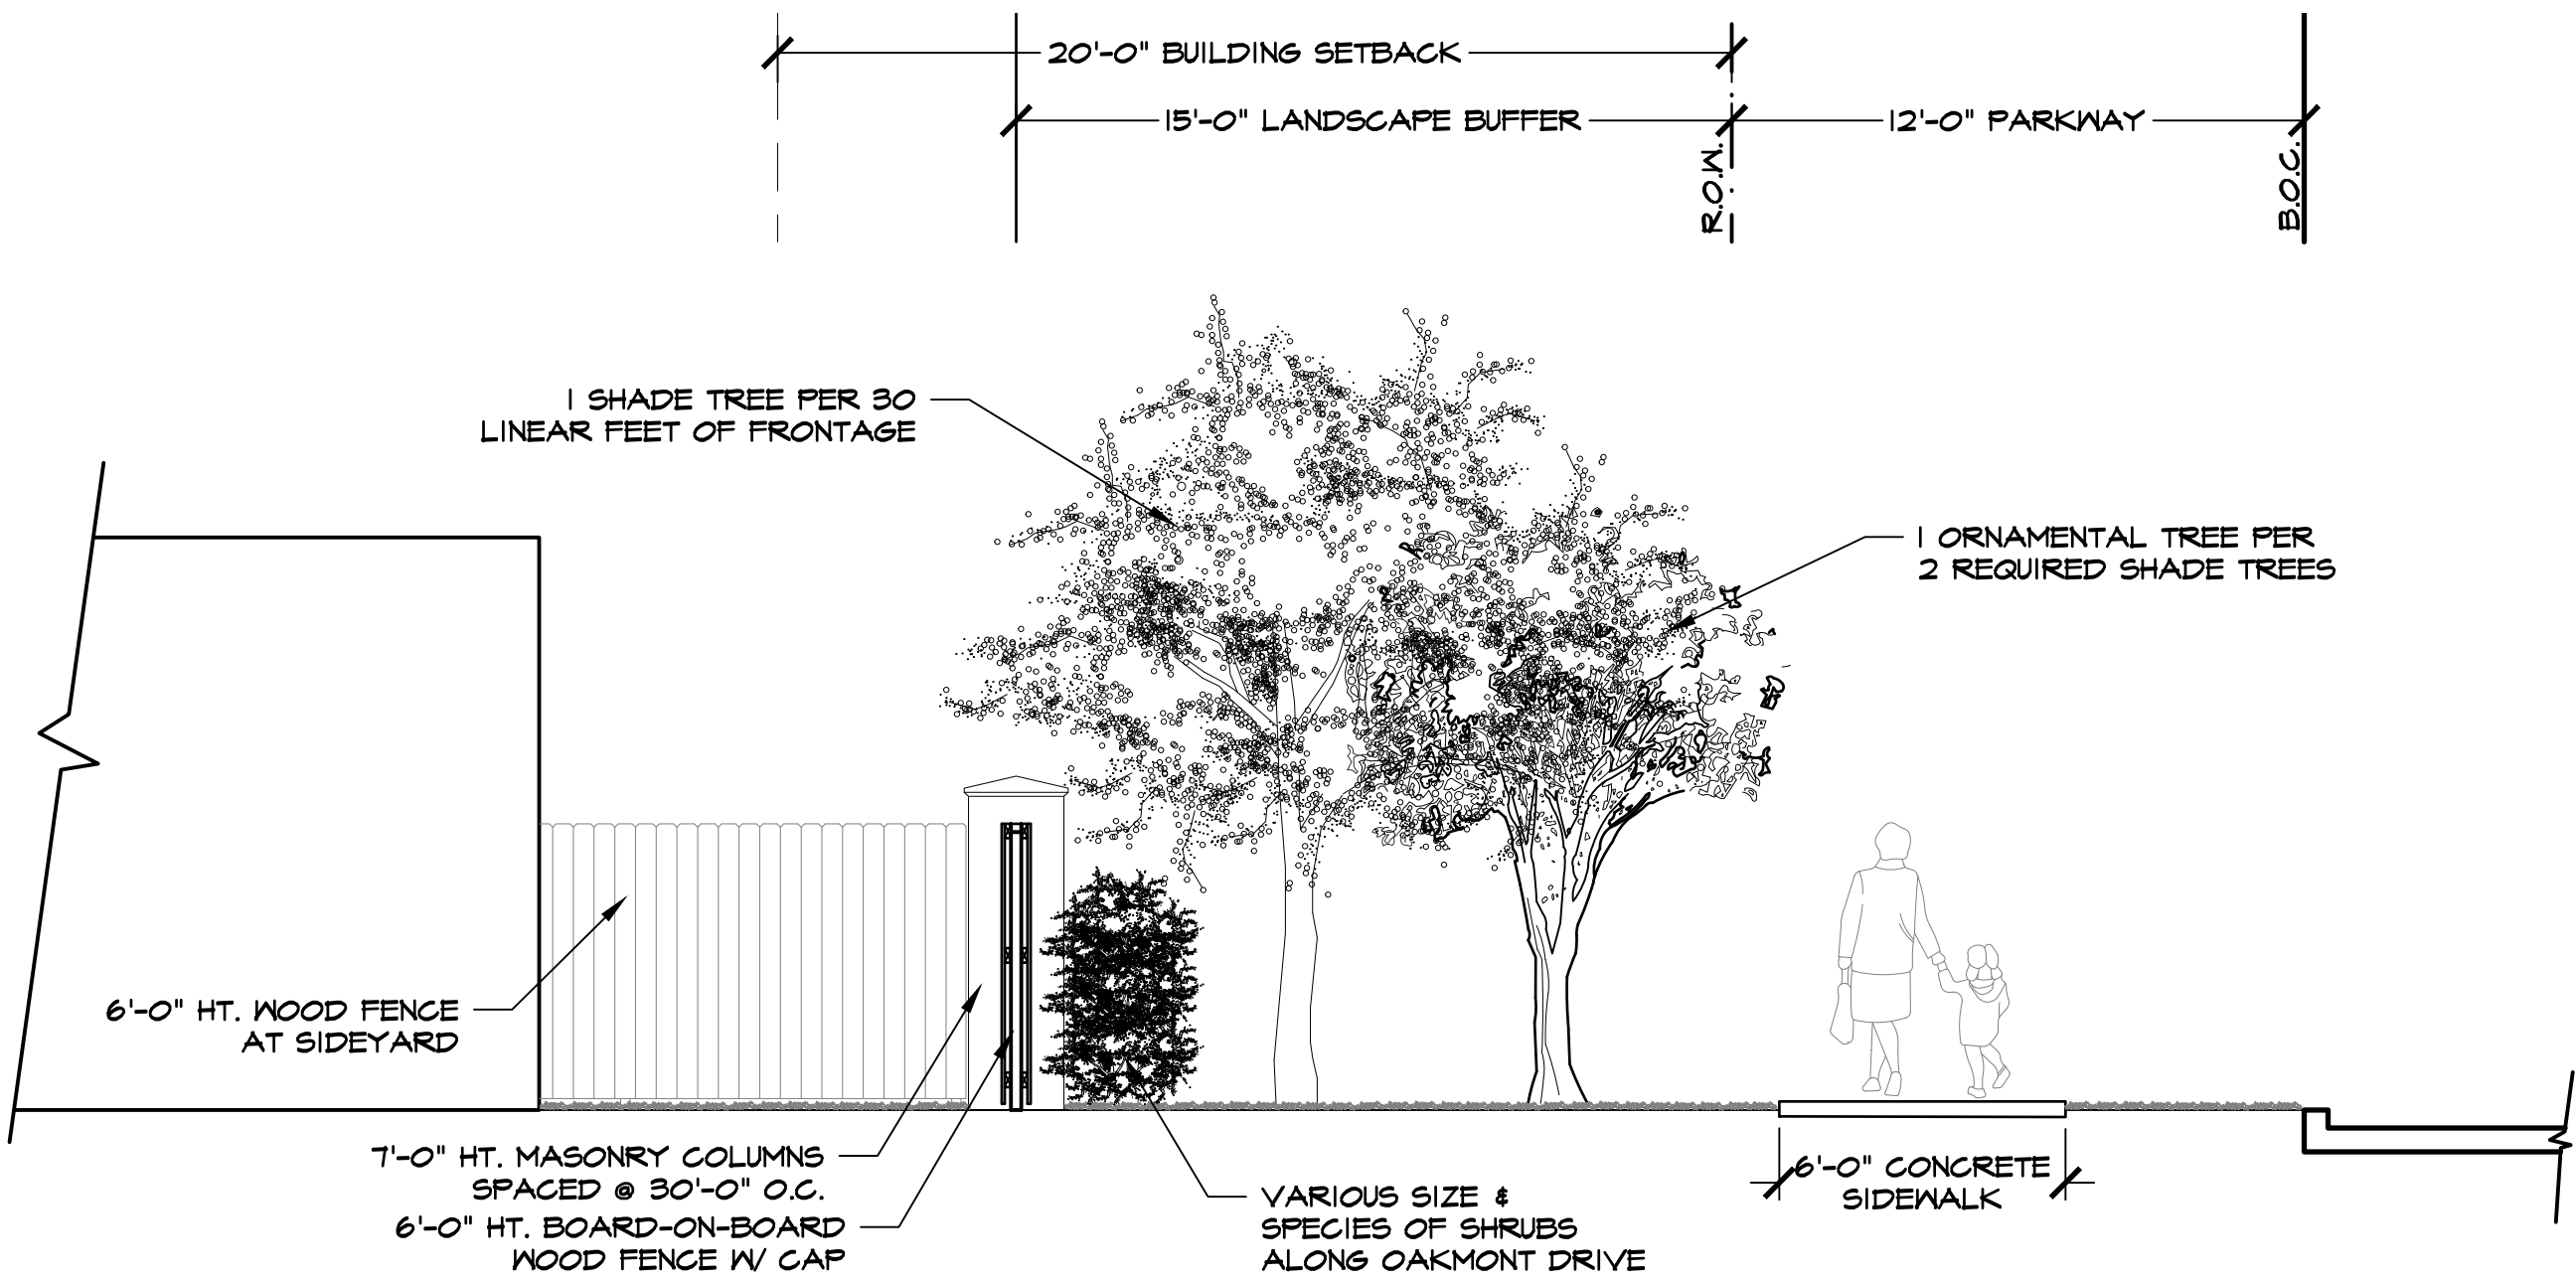 20'-0" BUILDING SETBACK
15'-0" LANDSCAPE BUFFER
12'-0" PARKWAY
R.O.W.
B.O.C.
1 SHADE TREE PER 30
LINEAR FEET OF FRONTAGE
1 ORNAMENTAL TREE PER
2 REQUIRED SHADE TREES
6'-0" HT. WOOD FENCE
AT SIDEYARD
7'-0" HT. MASONRY COLUMNS
SPACED @ 30'-0" O.C.
6'-0" HT. BOARD-ON-BOARD
WOOD FENCE W/ CAP
VARIOUS SIZE &
SPECIES OF SHRUBS
ALONG OAKMONT DRIVE
6'-0" CONCRETE
SIDEWALK